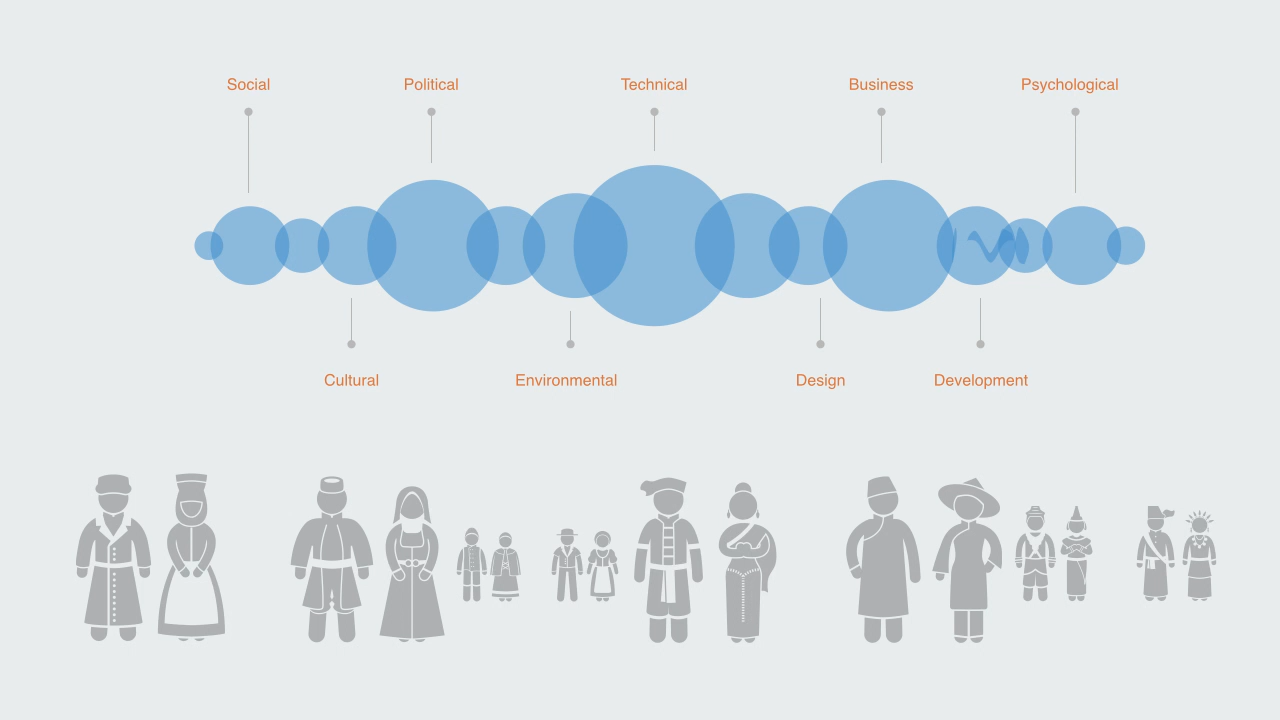 Social
Political
Technical
Business
Psychological
Cultural
Environmental
Design
Development